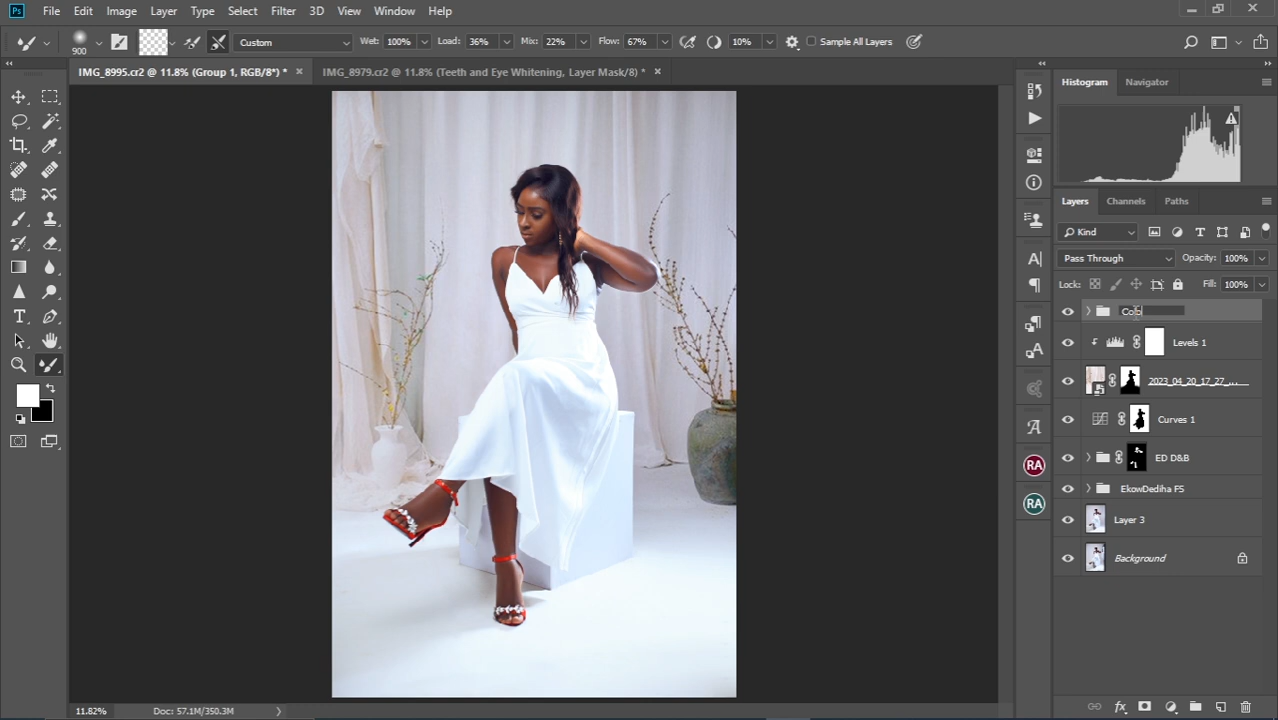 Ps File Edit Image Layer Type Select Filter 3D View Window Help
900 Custom Wet: 100% Load: 36% Mix: 22% Flow: 67% 10% Sample All Layers
IMG_8995.cr2 @ 11.8% (Group 1, RGB/8*) * IMG_8979.cr2 @ 11.8% (Teeth and Eye Whitening, Layer Mask/8) *
Histogram Navigator
Layers Channels Paths
Kind
Pass Through Opacity: 100%
Lock: Fill: 100%
Levels 1
2023_04_20_17_27_...
Curves 1
ED D&B
EkowDediha FS
Layer 3
Background
RA
RA
11.82% Doc: 57.1M/350.3M